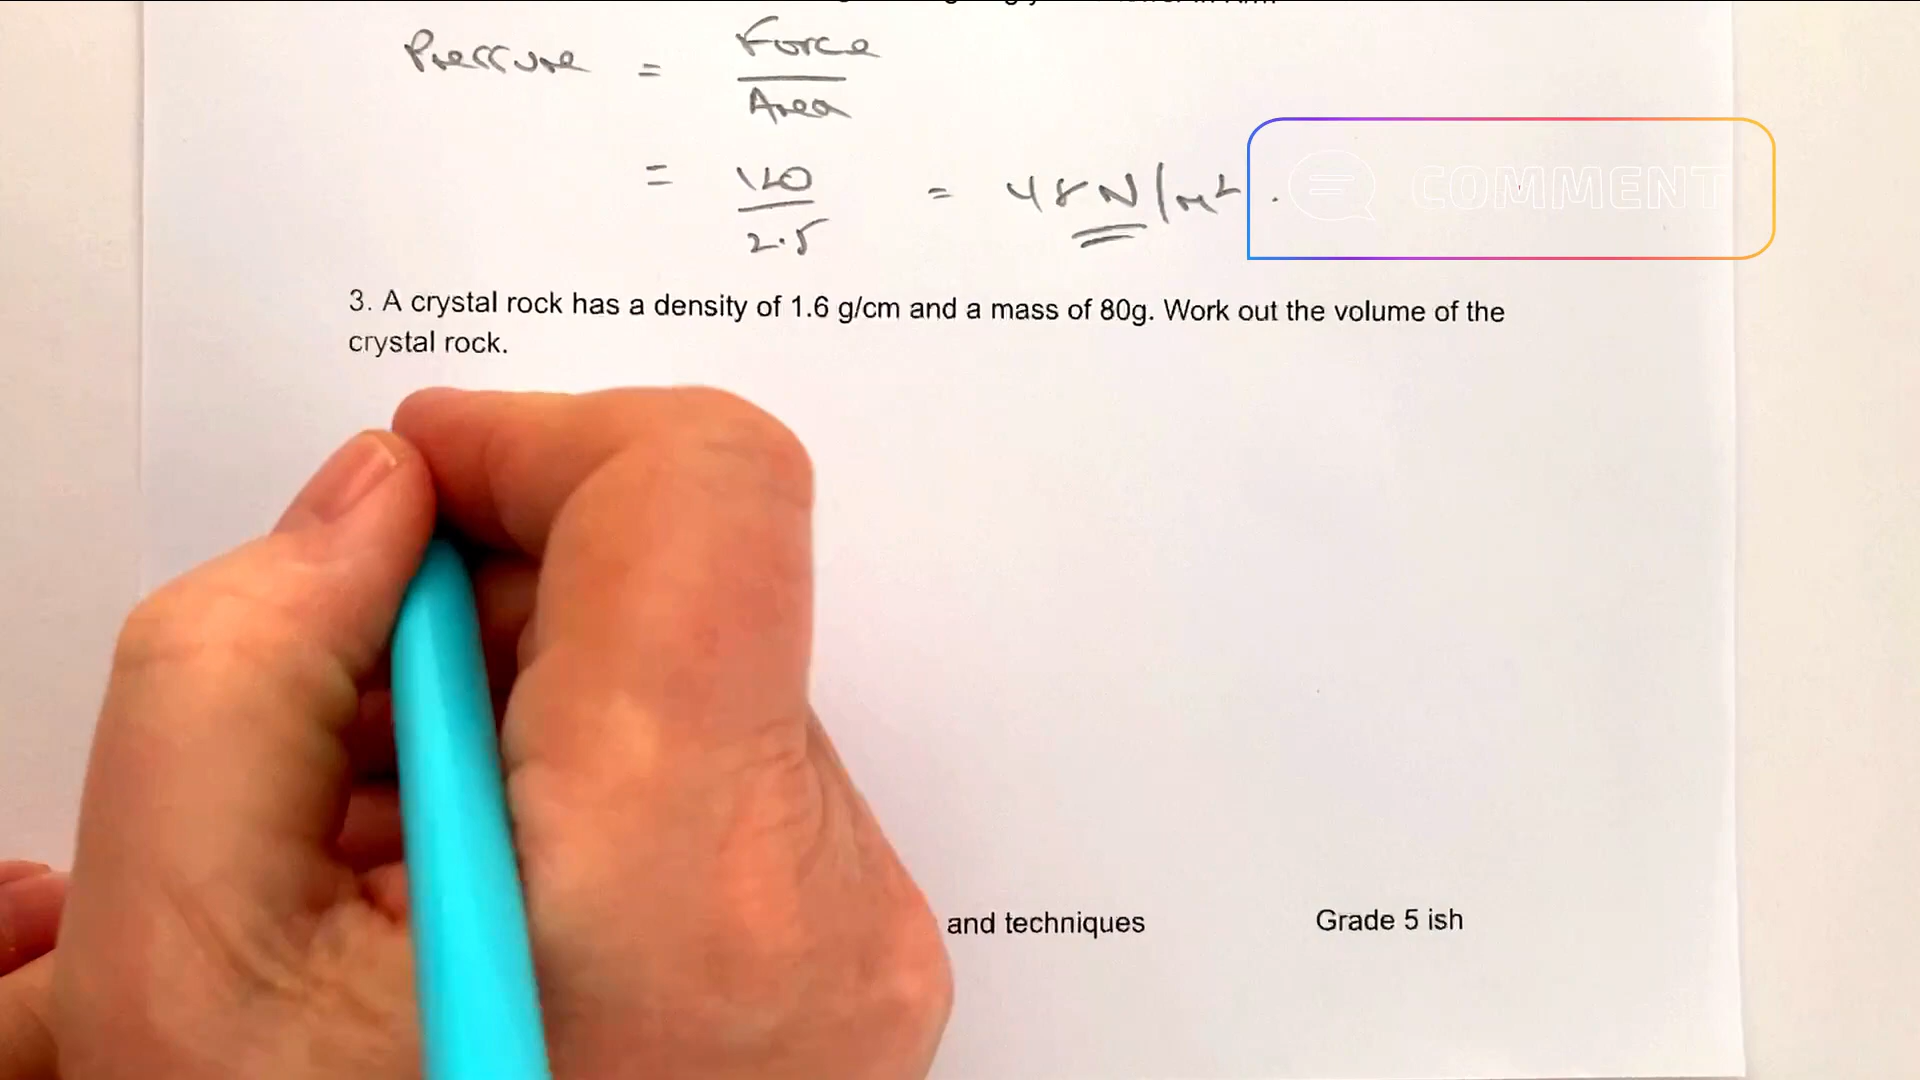 Pressure = Force
Area
= 120 = 48N/m² .
2.5
COMMENT
3. A crystal rock has a density of 1.6 g/cm and a mass of 80g. Work out the volume of the
crystal rock.
and techniques Grade 5 ish